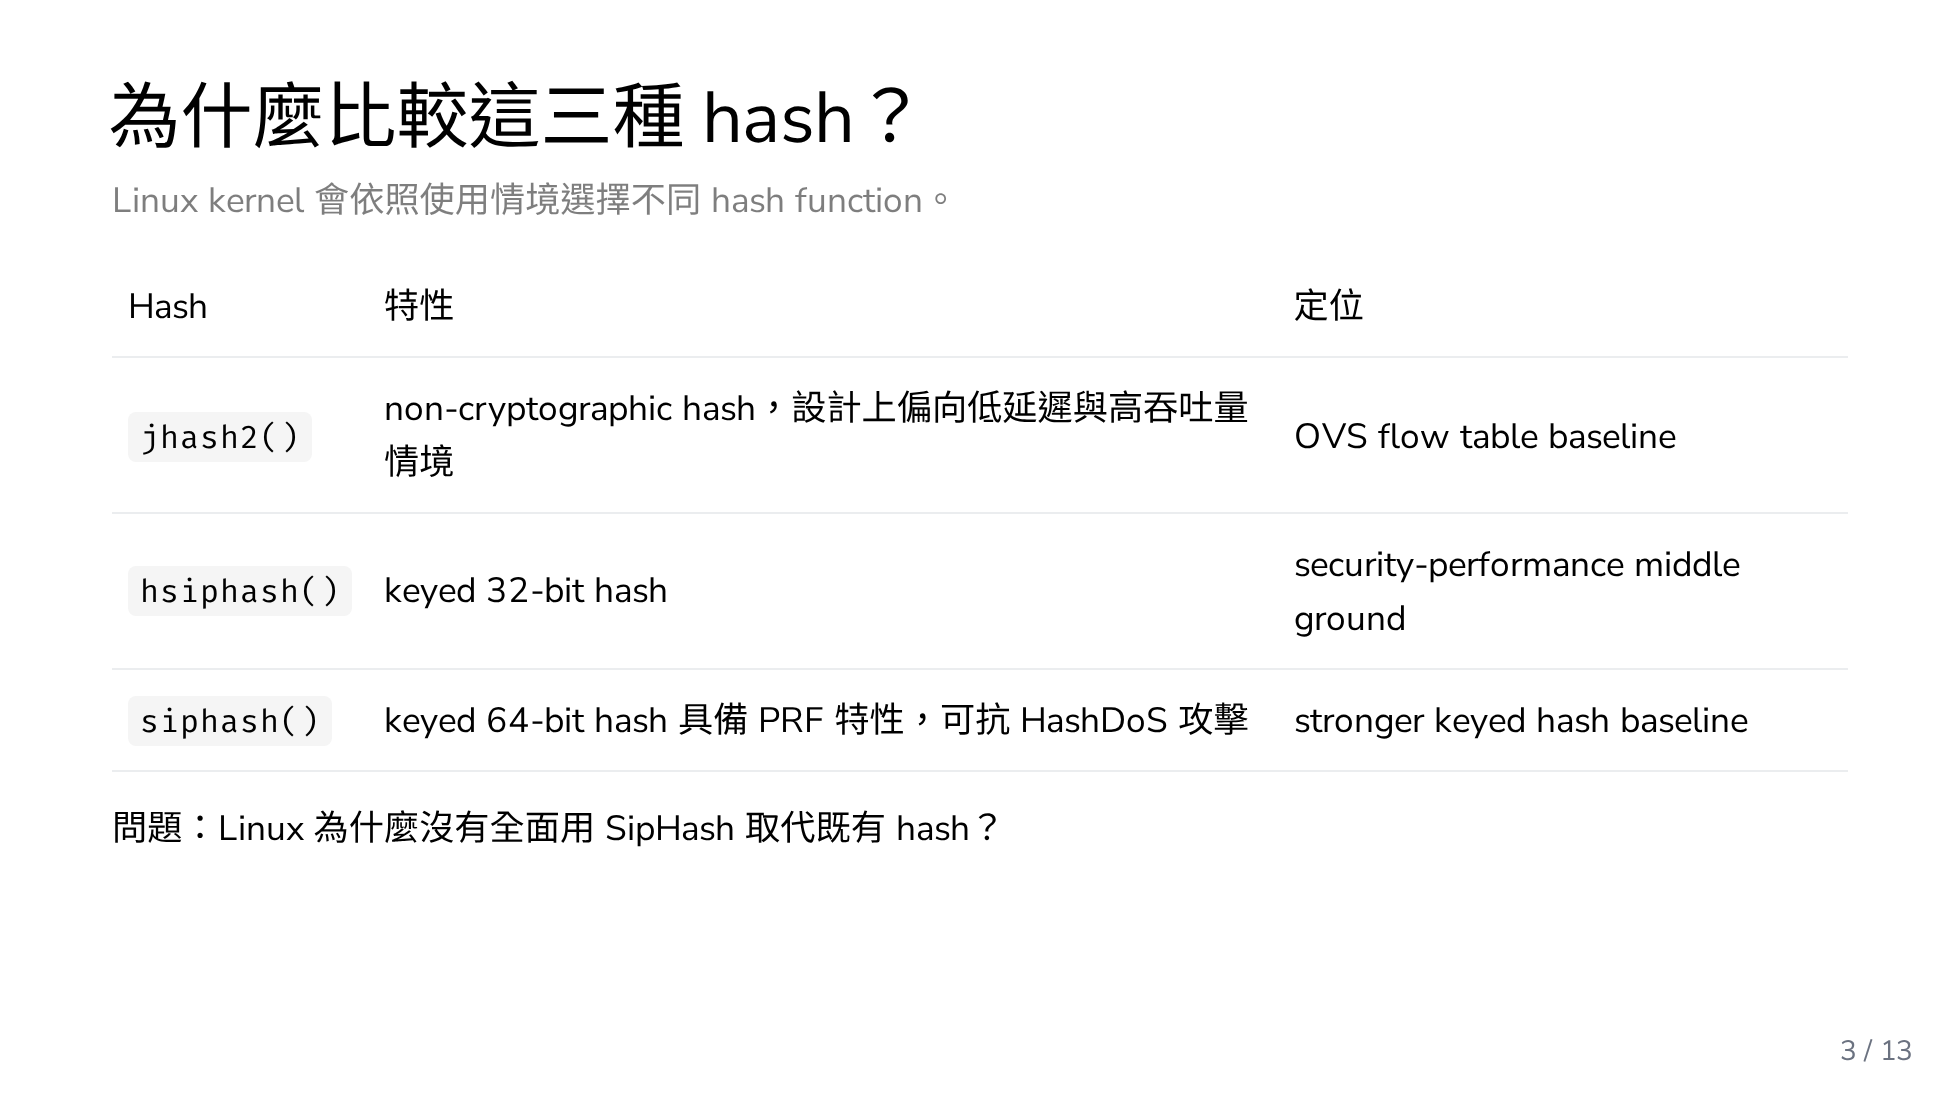 為什麼比較這三種 hash？
Linux kernel 會依照使用情境選擇不同 hash function。
Hash 特性 定位
jhash2() non-cryptographic hash，設計上偏向低延遲與高吞吐量
情境
OVS flow table baseline
hsiphash() keyed 32-bit hash
security-performance middle
ground
siphash() keyed 64-bit hash 具備 PRF 特性，可抗 HashDoS 攻擊 stronger keyed hash baseline
問題：Linux 為什麼沒有全面用 SipHash 取代既有 hash？
3 / 13